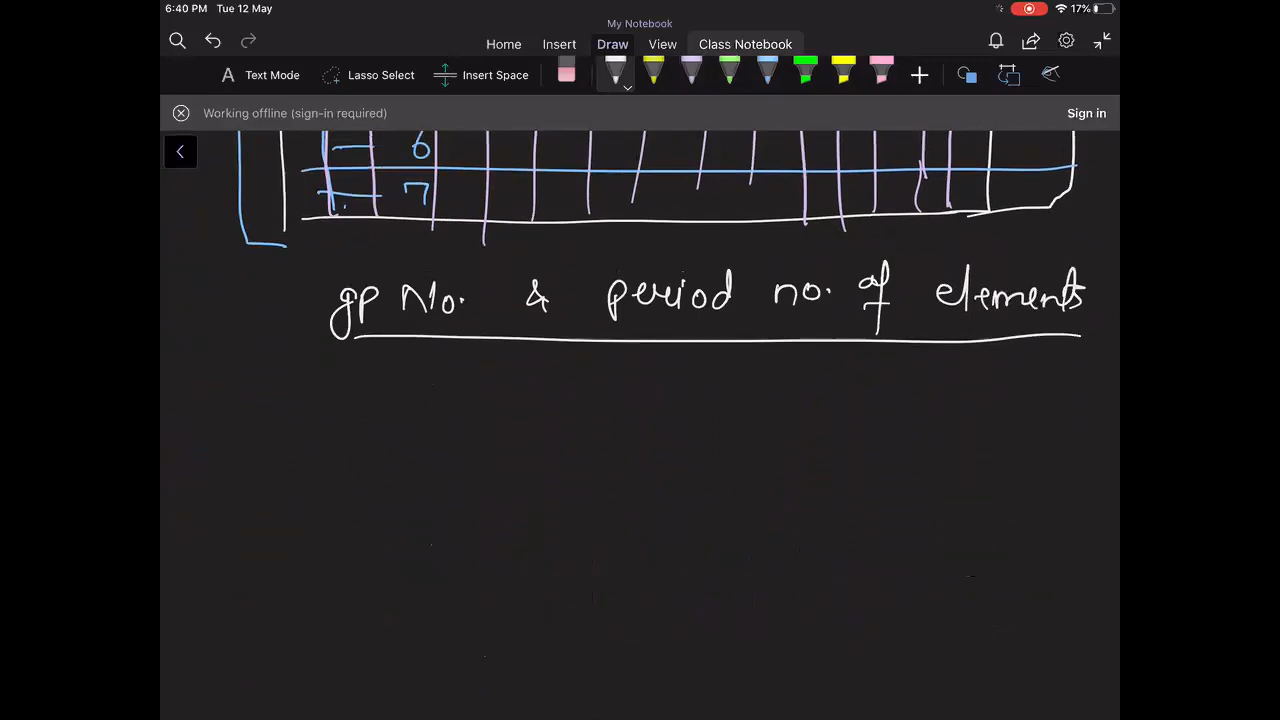 6:40 PM Tue 12 May 17%
My Notebook
Home Insert Draw View Class Notebook
A Text Mode Lasso Select Insert Space
Working offline (sign-in required) Sign in
6
7
gp No. & period no. of elements